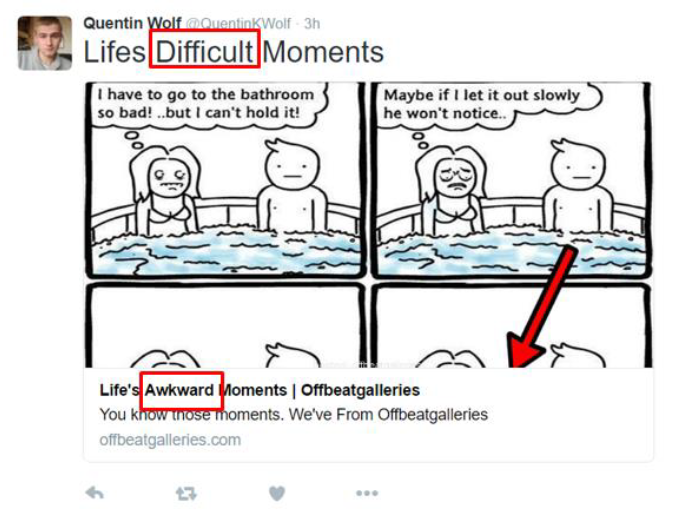 Quentin Wolf @QuentinKWolf · 3h
Lifes Difficult Moments
I have to go to the bathroom
so bad! ..but I can't hold it!
Maybe if I let it out slowly
he won't notice..
Life's Awkward Moments | Offbeatgalleries
You know those moments. We've From Offbeatgalleries
offbeatgalleries.com